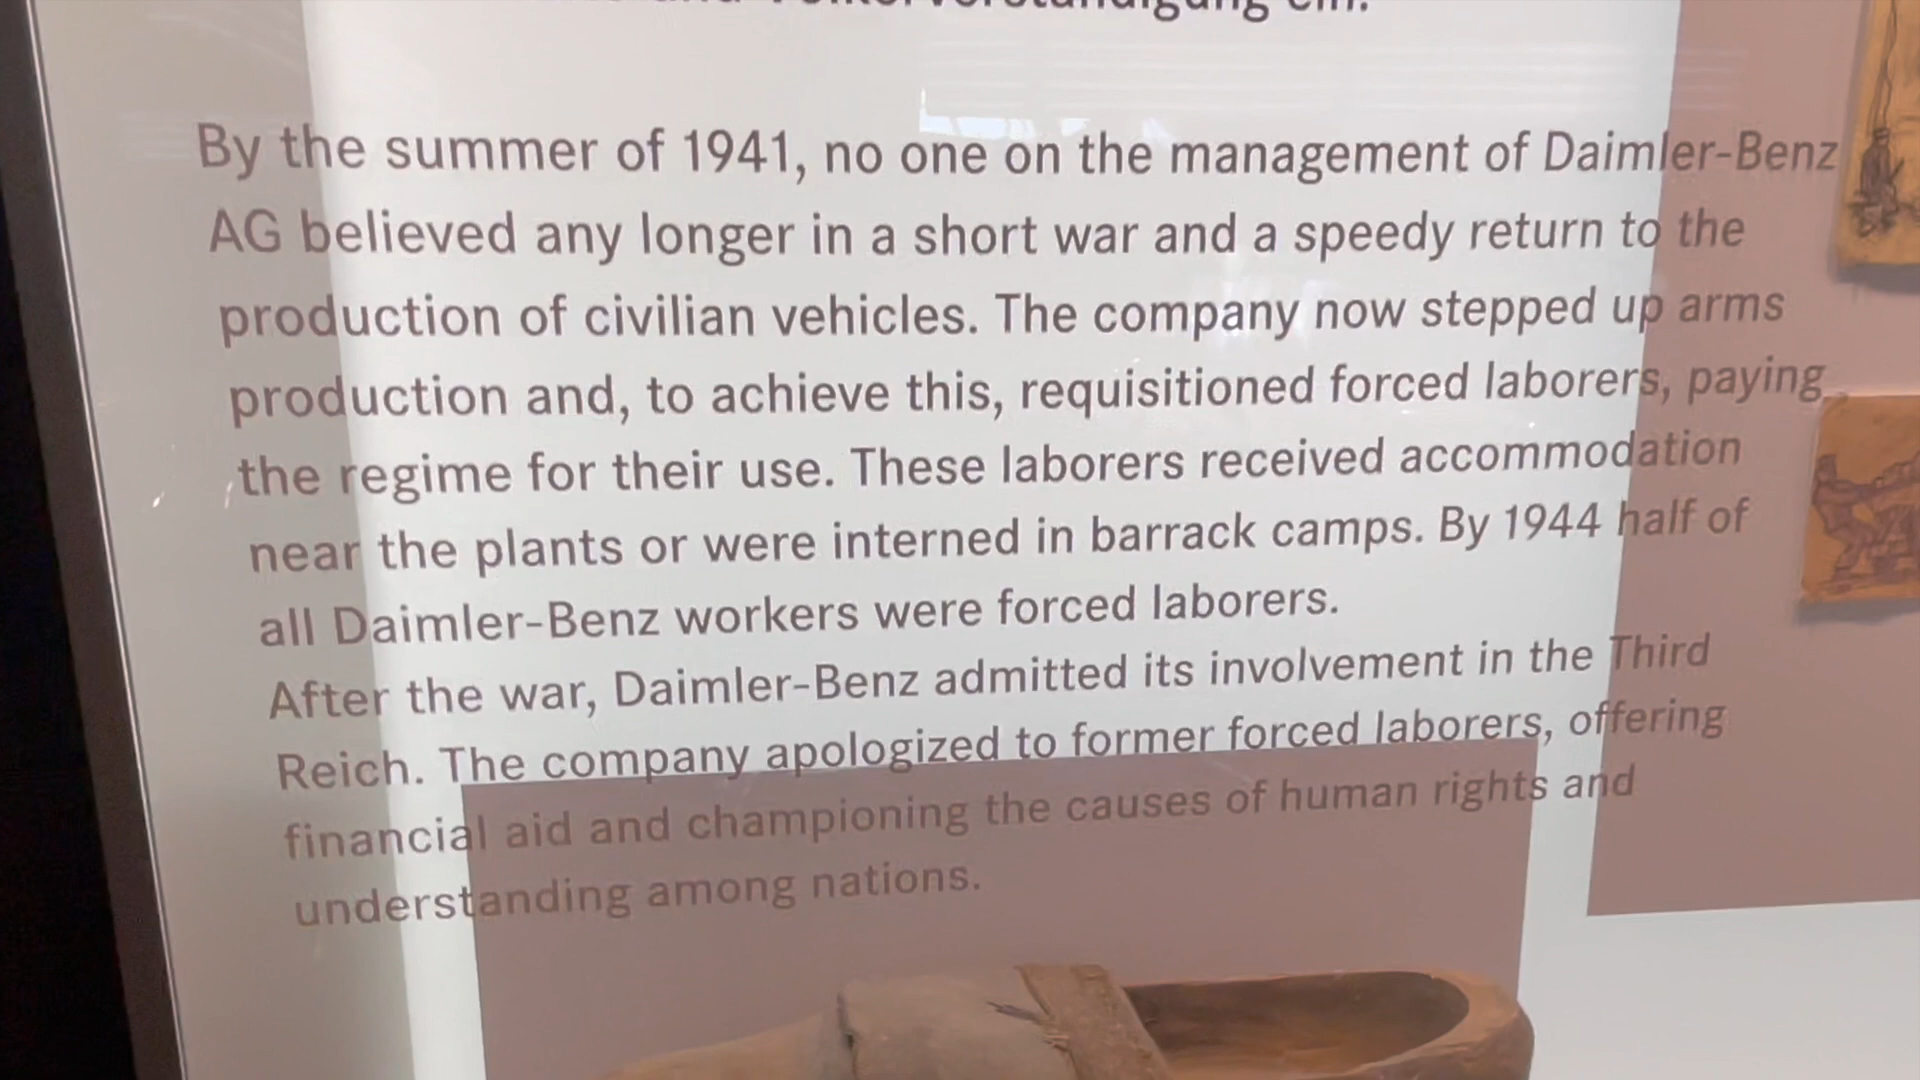 Völkerverständigung ein.
By the summer of 1941, no one on the management of Daimler-Benz
AG believed any longer in a short war and a speedy return to the
production of civilian vehicles. The company now stepped up arms
production and, to achieve this, requisitioned forced laborers, paying
the regime for their use. These laborers received accommodation
near the plants or were interned in barrack camps. By 1944 half of
all Daimler-Benz workers were forced laborers.
After the war, Daimler-Benz admitted its involvement in the Third
Reich. The company apologized to former forced laborers, offering
financial aid and championing the causes of human rights and
understanding among nations.